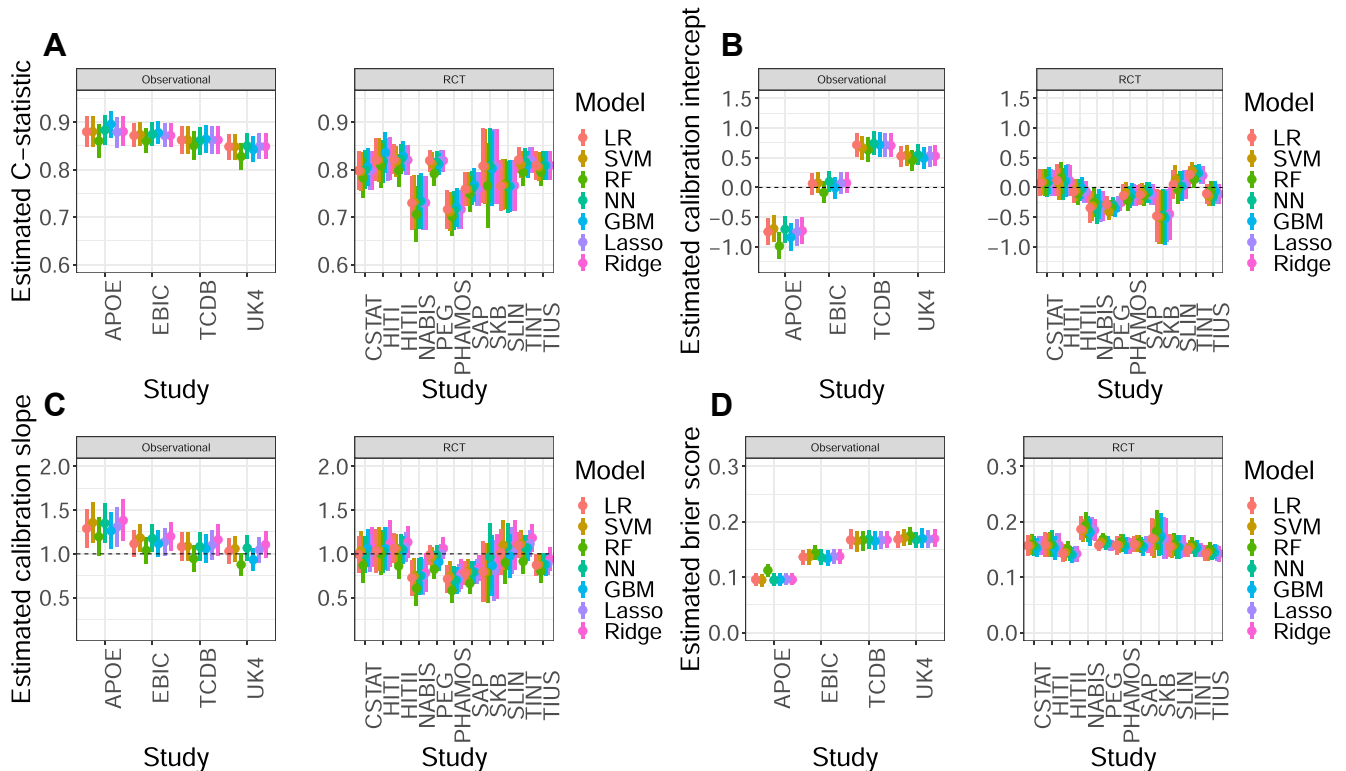 A
Estimated C−statistic
Observational
RCT
0.9
0.8
0.7
0.6
0.9
0.8
0.7
0.6
APOE
EBIC
TCDB
UK4
CSTAT
HITI
HITII
NABIS
PEG
PHAMOS
SAP
SKB
SLIN
TINT
TIUS
Study
Study
Model
LR
SVM
RF
NN
GBM
Lasso
Ridge
B
Estimated calibration intercept
Observational
RCT
1.5
1.0
0.5
0.0
−0.5
−1.0
1.5
1.0
0.5
0.0
−0.5
−1.0
APOE
EBIC
TCDB
UK4
CSTAT
HITI
HITII
NABIS
PEG
PHAMOS
SAP
SKB
SLIN
TINT
TIUS
Study
Study
Model
LR
SVM
RF
NN
GBM
Lasso
Ridge
C
Estimated calibration slope
Observational
RCT
2.0
1.5
1.0
0.5
2.0
1.5
1.0
0.5
APOE
EBIC
TCDB
UK4
CSTAT
HITI
HITII
NABIS
PEG
PHAMOS
SAP
SKB
SLIN
TINT
TIUS
Study
Study
Model
LR
SVM
RF
NN
GBM
Lasso
Ridge
D
Estimated brier score
Observational
RCT
0.3
0.2
0.1
0.0
0.3
0.2
0.1
0.0
APOE
EBIC
TCDB
UK4
CSTAT
HITI
HITII
NABIS
PEG
PHAMOS
SAP
SKB
SLIN
TINT
TIUS
Study
Study
Model
LR
SVM
RF
NN
GBM
Lasso
Ridge